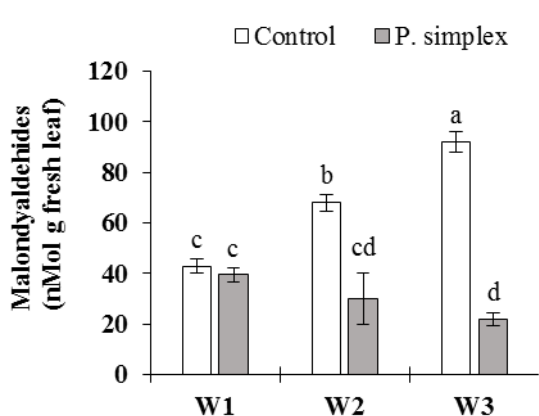 Control P. simplex
Malondyaldehides
(nMol g fresh leaf)
120
100
80
60
40
20
0
a
b
c c
cd
d
W1 W2 W3